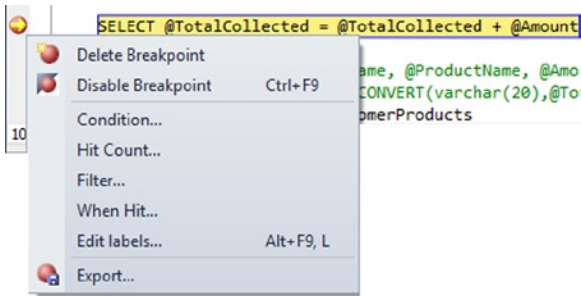 SELECT @TotalCollected = @TotalCollected + @Amount
Delete Breakpoint
ame, @ProductName, @Amo
Disable Breakpoint Ctrl+F9
CONVERT(varchar(20),@To
Condition...
omerProducts
10
Hit Count...
Filter...
When Hit...
Edit labels... Alt+F9, L
Export...